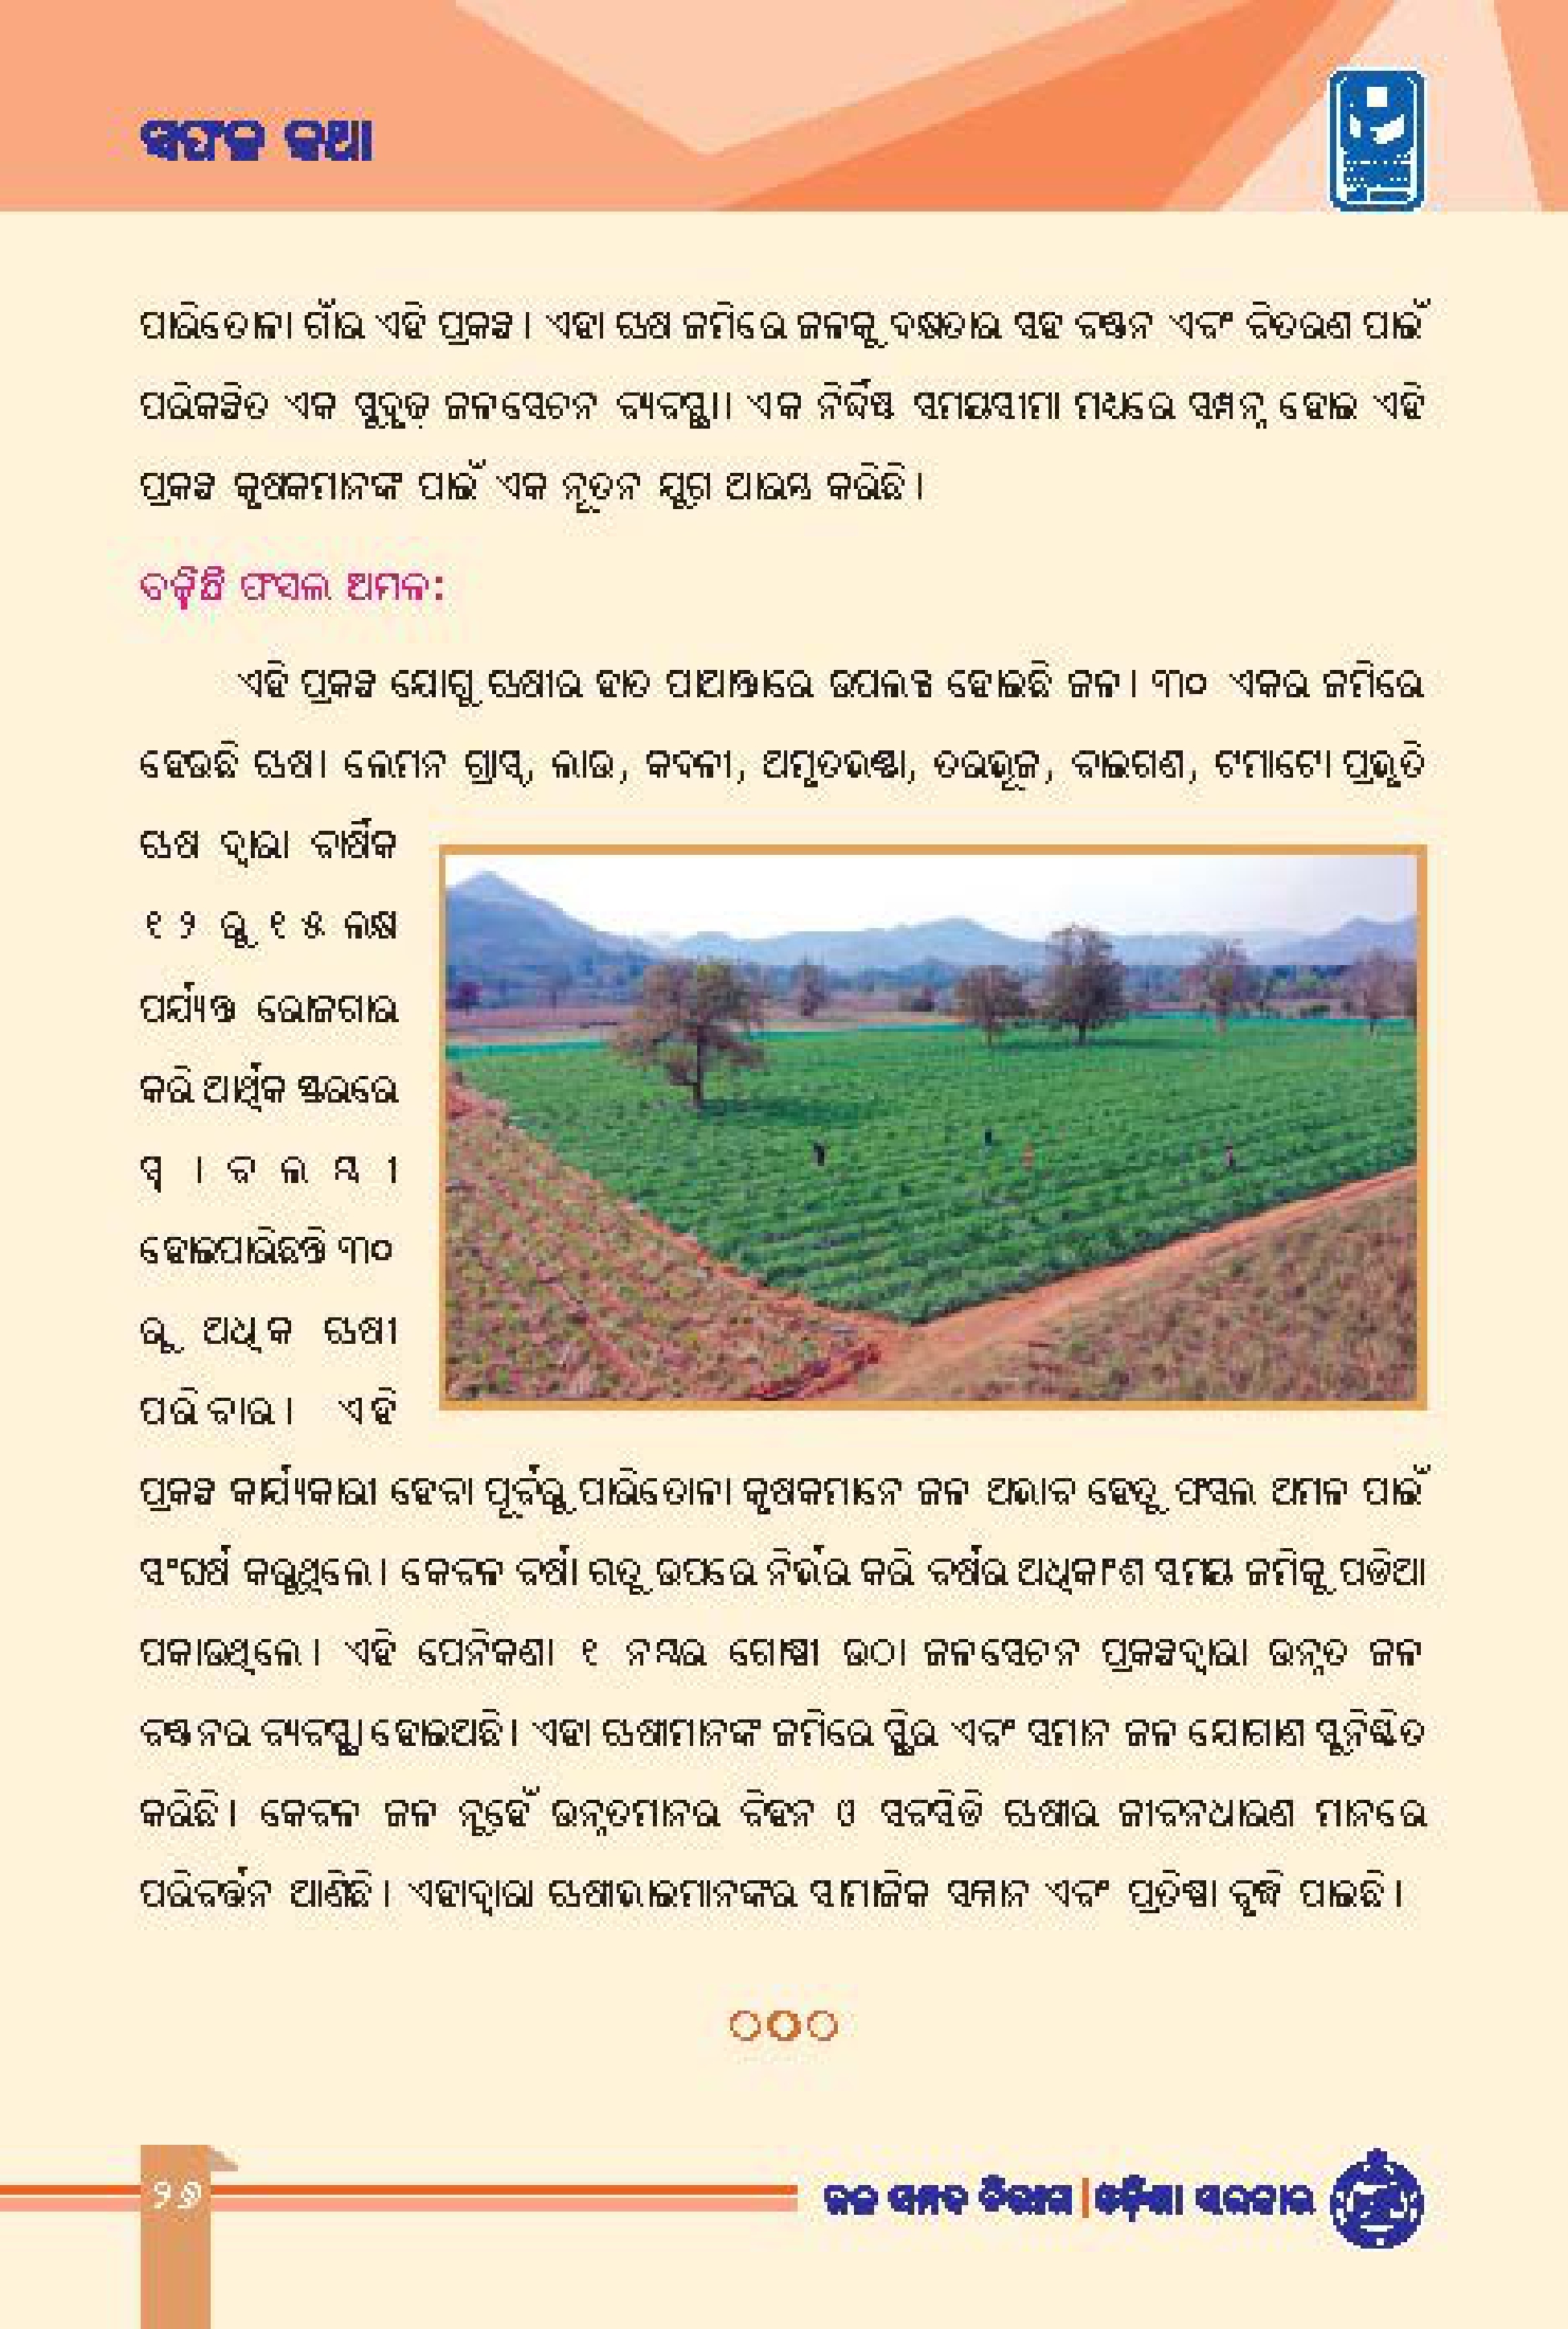 ସଫଳ କଥା
ପାରିତୋଳା ଗାଁର ଏହି ପ୍ରକଳ୍ପ। ଏହା ଚାଷ ଜମିରେ ଜଳକୁ ଦକ୍ଷତାର ସହ ବଣ୍ଟନ ଏବଂ ବିତରଣ ପାଇଁ
ପରିକଳ୍ପିତ ଏକ ସୁଦୃଢ଼ ଜଳସେଚନ ବ୍ୟବସ୍ଥା। ଏକ ନିର୍ଦ୍ଦିଷ୍ଟ ସମୟସୀମା ମଧ୍ୟରେ ସମ୍ପନ୍ନ ହୋଇ ଏହି
ପ୍ରକଳ୍ପ କୃଷକମାନଙ୍କ ପାଇଁ ଏକ ନୂତନ ଯୁଗ ଆରମ୍ଭ କରିଛି।
ବଢ଼ିଛି ଫସଲ ଅମଳ:
ଏହି ପ୍ରକଳ୍ପ ଯୋଗୁ ଚାଷୀର ହାତ ପାଆନ୍ତାରେ ଉପଲବ୍ଧ ହୋଇଛି ଜଳ। ୩୦ ଏକର ଜମିରେ
ହେଉଛି ଚାଷ। ଲେମନ ଗ୍ରାସ୍, ଲାଉ, କଦଳୀ, ଅମୃତଭଣ୍ଡା, ତରଭୂଜ, ବାଇଗଣ, ଟମାଟୋ ପ୍ରଭୃତି
ଚାଷ ଦ୍ୱାରା ବାର୍ଷିକ
୧୨ ରୁ ୧୫ ଲକ୍ଷ
ପର୍ଯ୍ୟନ୍ତ ରୋଜଗାର
କରି ଆର୍ଥିକ ସ୍ତରରେ
ସ୍ୱାବଲମ୍ବୀ
ହୋଇପାରିଛନ୍ତି ୩୦
ରୁ ଅଧିକ ଚାଷୀ
ପରିବାର। ଏହି
ପ୍ରକଳ୍ପ କାର୍ଯ୍ୟକାରୀ ହେବା ପୂର୍ବରୁ ପାରିତୋଳା କୃଷକମାନେ ଜଳ ଅଭାବ ହେତୁ ଫସଲ ଅମଳ ପାଇଁ
ସଂଘର୍ଷ କରୁଥିଲେ। କେବଳ ବର୍ଷା ଋତୁ ଉପରେ ନିର୍ଭର କରି ବର୍ଷର ଅଧିକାଂଶ ସମୟ ଜମିକୁ ପଡିଆ
ପକାଉଥିଲେ। ଏହି ପେନିକଣା ୧ ନମ୍ବର ଗୋଷ୍ଠୀ ଉଠା ଜଳସେଚନ ପ୍ରକଳ୍ପଦ୍ୱାରା ଉନ୍ନତ ଜଳ
ବଣ୍ଟନର ବ୍ୟବସ୍ଥା ହୋଇଅଛି। ଏହା ଚାଷୀମାନଙ୍କ ଜମିରେ ସ୍ଥିର ଏବଂ ସମାନ ଜଳ ଯୋଗାଣ ସୁନିଶ୍ଚିତ
କରିଛି। କେବଳ ଜଳ ନୁହେଁ ଉନ୍ନତମାନର ବିହନ ଓ ସବସିଡି ଚାଷୀର ଜୀବନଧାରଣ ମାନରେ
ପରିବର୍ତ୍ତନ ଆଣିଛି। ଏହାଦ୍ୱାରା ଚାଷୀଭାଇମାନଙ୍କର ସାମାଜିକ ସମ୍ମାନ ଏବଂ ପ୍ରତିଷ୍ଠା ବୃଦ୍ଧି ପାଇଛି।
୨୬
ଜଳ ସମ୍ପଦ ବିଭାଗ | ଓଡ଼ିଶା ସରକାର